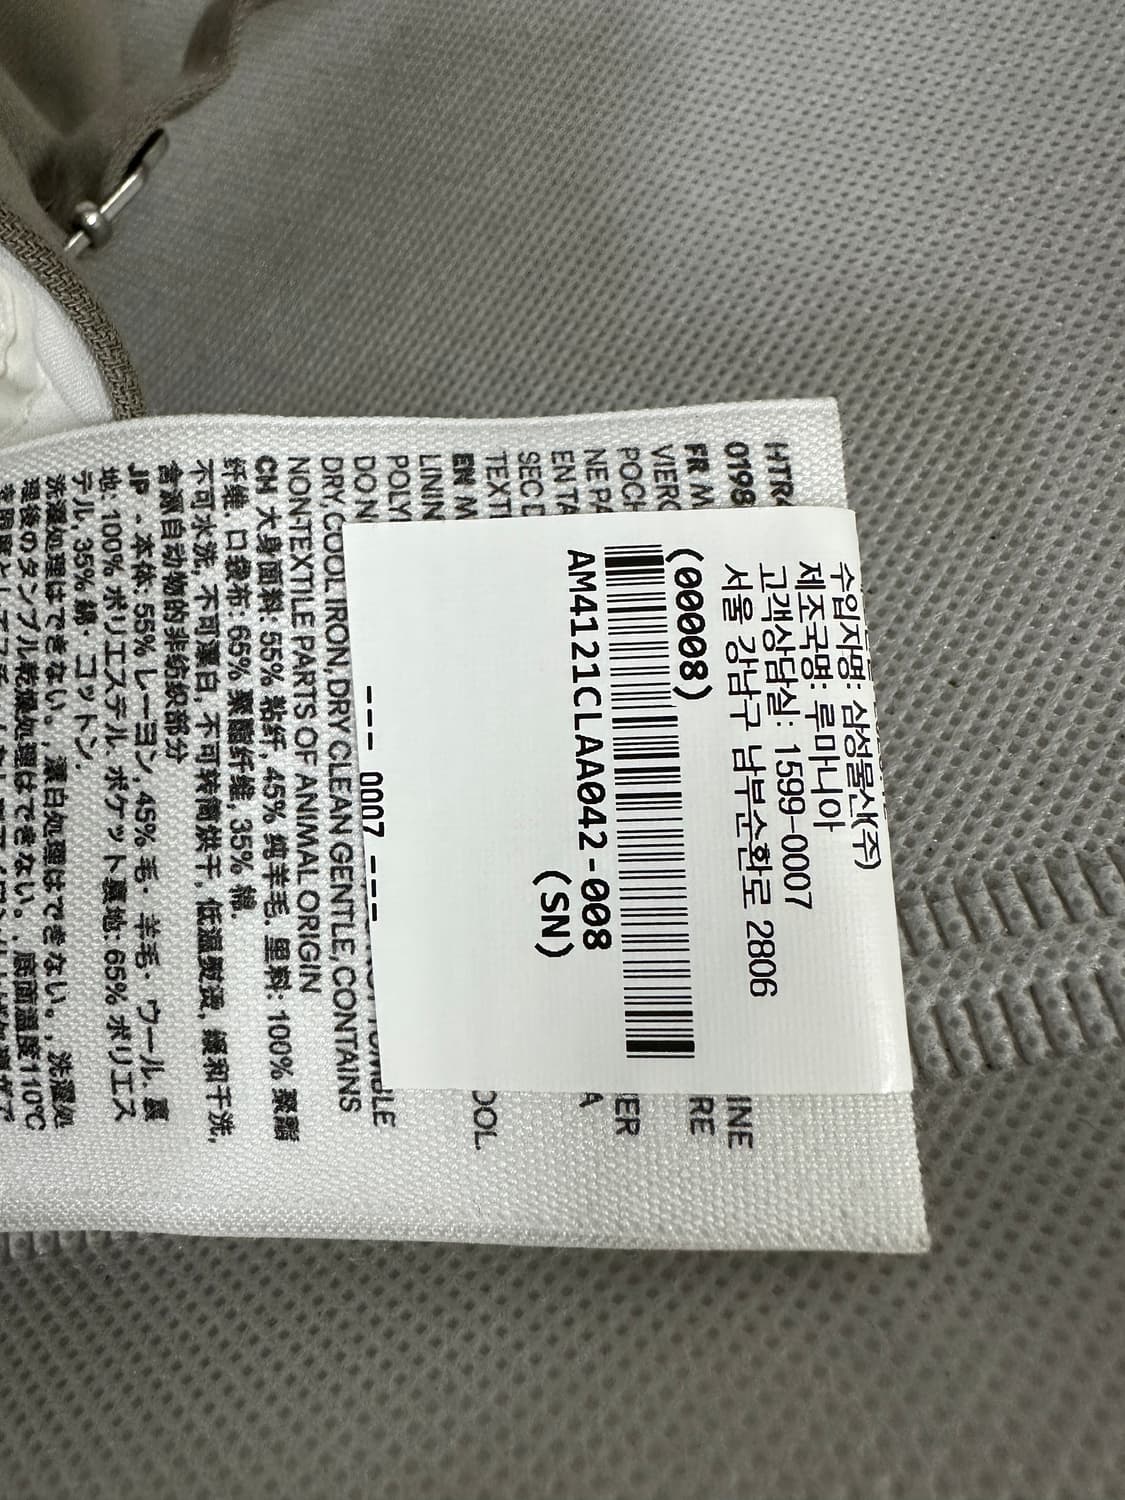 수입자명: 삼성물산(주)
제조국명: 루마니아
고객상담실: 1599-0007
서울 강남구 남부순환로 2806
(00008)
AM4121CLAA042-008
(SN)
--- 0007 ---
0198
INE
FR M
RE
VIERG
POCH
IER
NE PA
A
EN TA
SEC D
TEXTI
EN M
OOL.
LININ
POLY
DO N
BLE
DRY, COOL IRON, DRY CLEAN GENTLE, CONTAINS
NON-TEXTILE PARTS OF ANIMAL ORIGIN
CH 大身面料: 55% 粘纤, 45% 纯羊毛. 里料: 100% 聚酯
纤维. 口袋布: 65% 聚酯纤维, 35% 棉.
不可水洗, 不可漂白, 不可转筒烘干, 低温熨烫, 缓和干洗,
含源自动物的非纺织部分
JP - 本体: 55% レーヨン, 45% 毛・羊毛・ウール. 裏
地: 100% ポリエステル. ポケット裏地: 65% ポリエス
テル, 35% 綿・コットン.
洗濯処理はできない。, 漂白処理はできない。, 洗濯処
理後のタンブル乾燥処理はできない。, 底面温度110℃